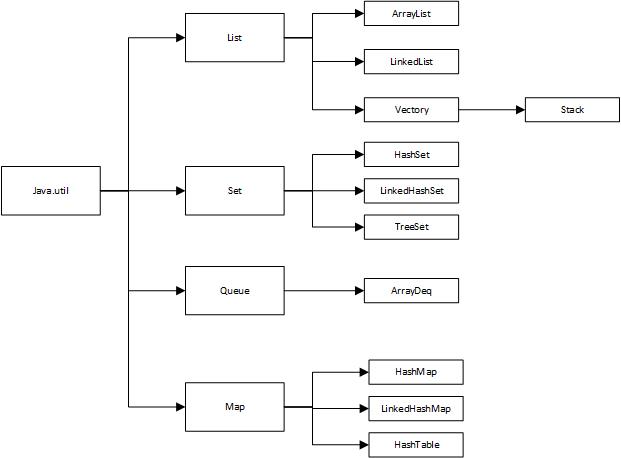 Java.util
List
ArrayList
LinkedList
Vectory
Stack
Set
HashSet
LinkedHashSet
TreeSet
Queue
ArrayDeq
Map
HashMap
LinkedHashMap
HashTable